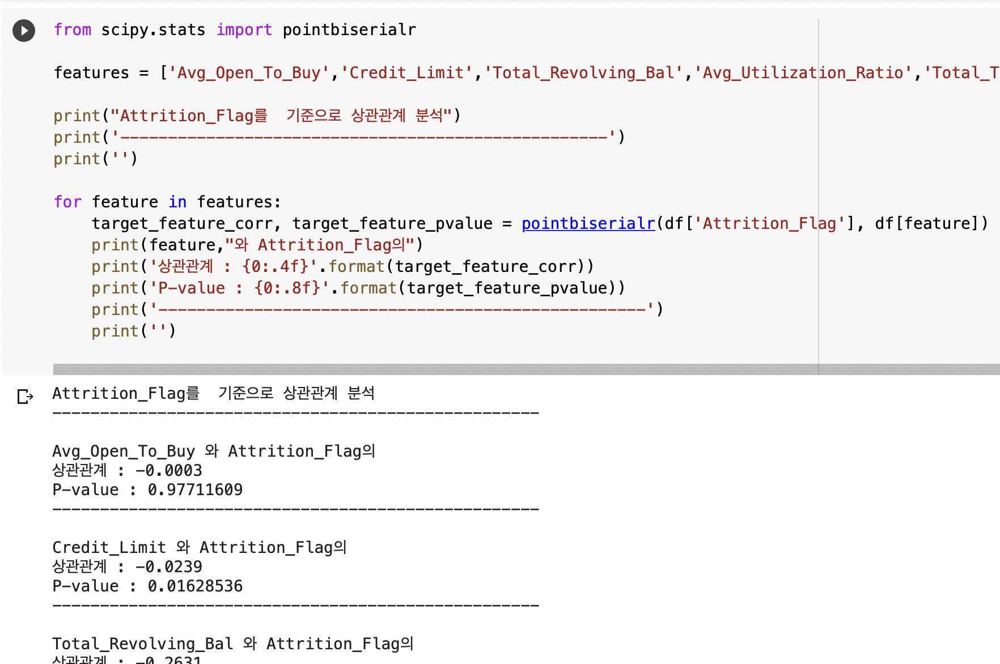 from scipy.stats import pointbiserialr
features = ['Avg_Open_To_Buy','Credit_Limit','Total_Revolving_Bal','Avg_Utilization_Ratio','Total_T
print("Attrition_Flag를  기준으로 상관관계 분석")
print('---------------------------------------------------')
print('')
for feature in features:
    target_feature_corr, target_feature_pvalue = pointbiserialr(df['Attrition_Flag'], df[feature])
    print(feature,"와 Attrition_Flag의")
    print('상관관계 : {0:.4f}'.format(target_feature_corr))
    print('P-value : {0:.8f}'.format(target_feature_pvalue))
    print('---------------------------------------------------')
    print('')
Attrition_Flag를  기준으로 상관관계 분석
---------------------------------------------------
Avg_Open_To_Buy 와 Attrition_Flag의
상관관계 : -0.0003
P-value : 0.97711609
---------------------------------------------------
Credit_Limit 와 Attrition_Flag의
상관관계 : -0.0239
P-value : 0.01628536
---------------------------------------------------
Total_Revolving_Bal 와 Attrition_Flag의
상관관계 : -0.2631